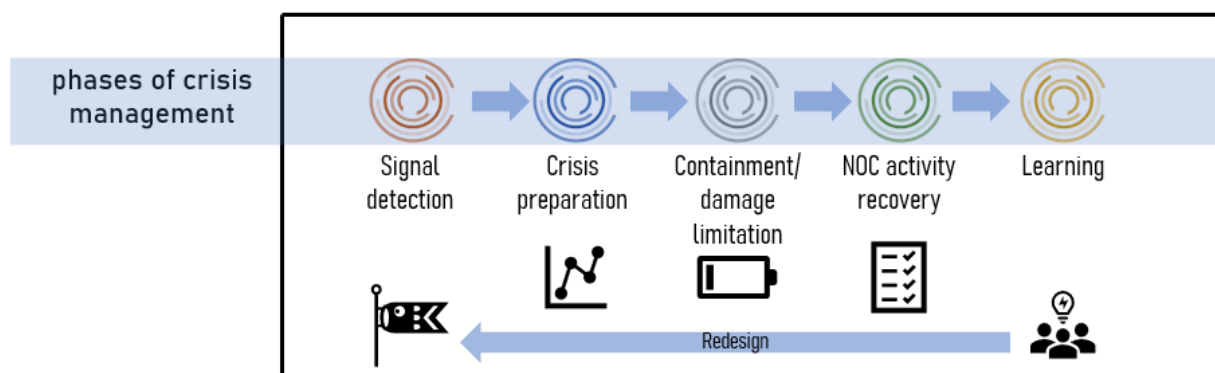 phases of crisis
management
Signal
detection
Crisis
preparation
Containment/
damage
limitation
NOC activity
recovery
Learning
Redesign